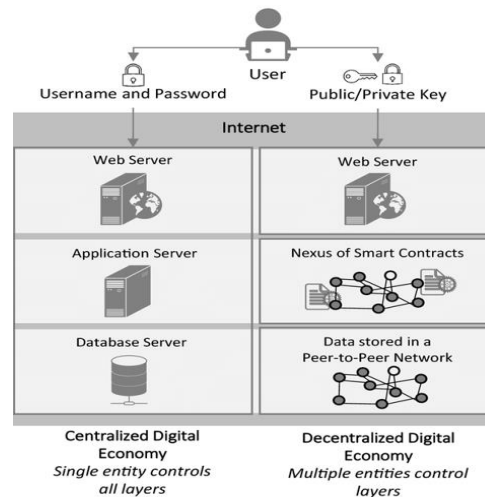 User
Username and Password
Public/Private Key
Internet
Web Server
Web Server
Application Server
Nexus of Smart Contracts
Database Server
Data stored in a
Peer-to-Peer Network
Centralized Digital
Economy
Single entity controls
all layers
Decentralized Digital
Economy
Multiple entities control
layers